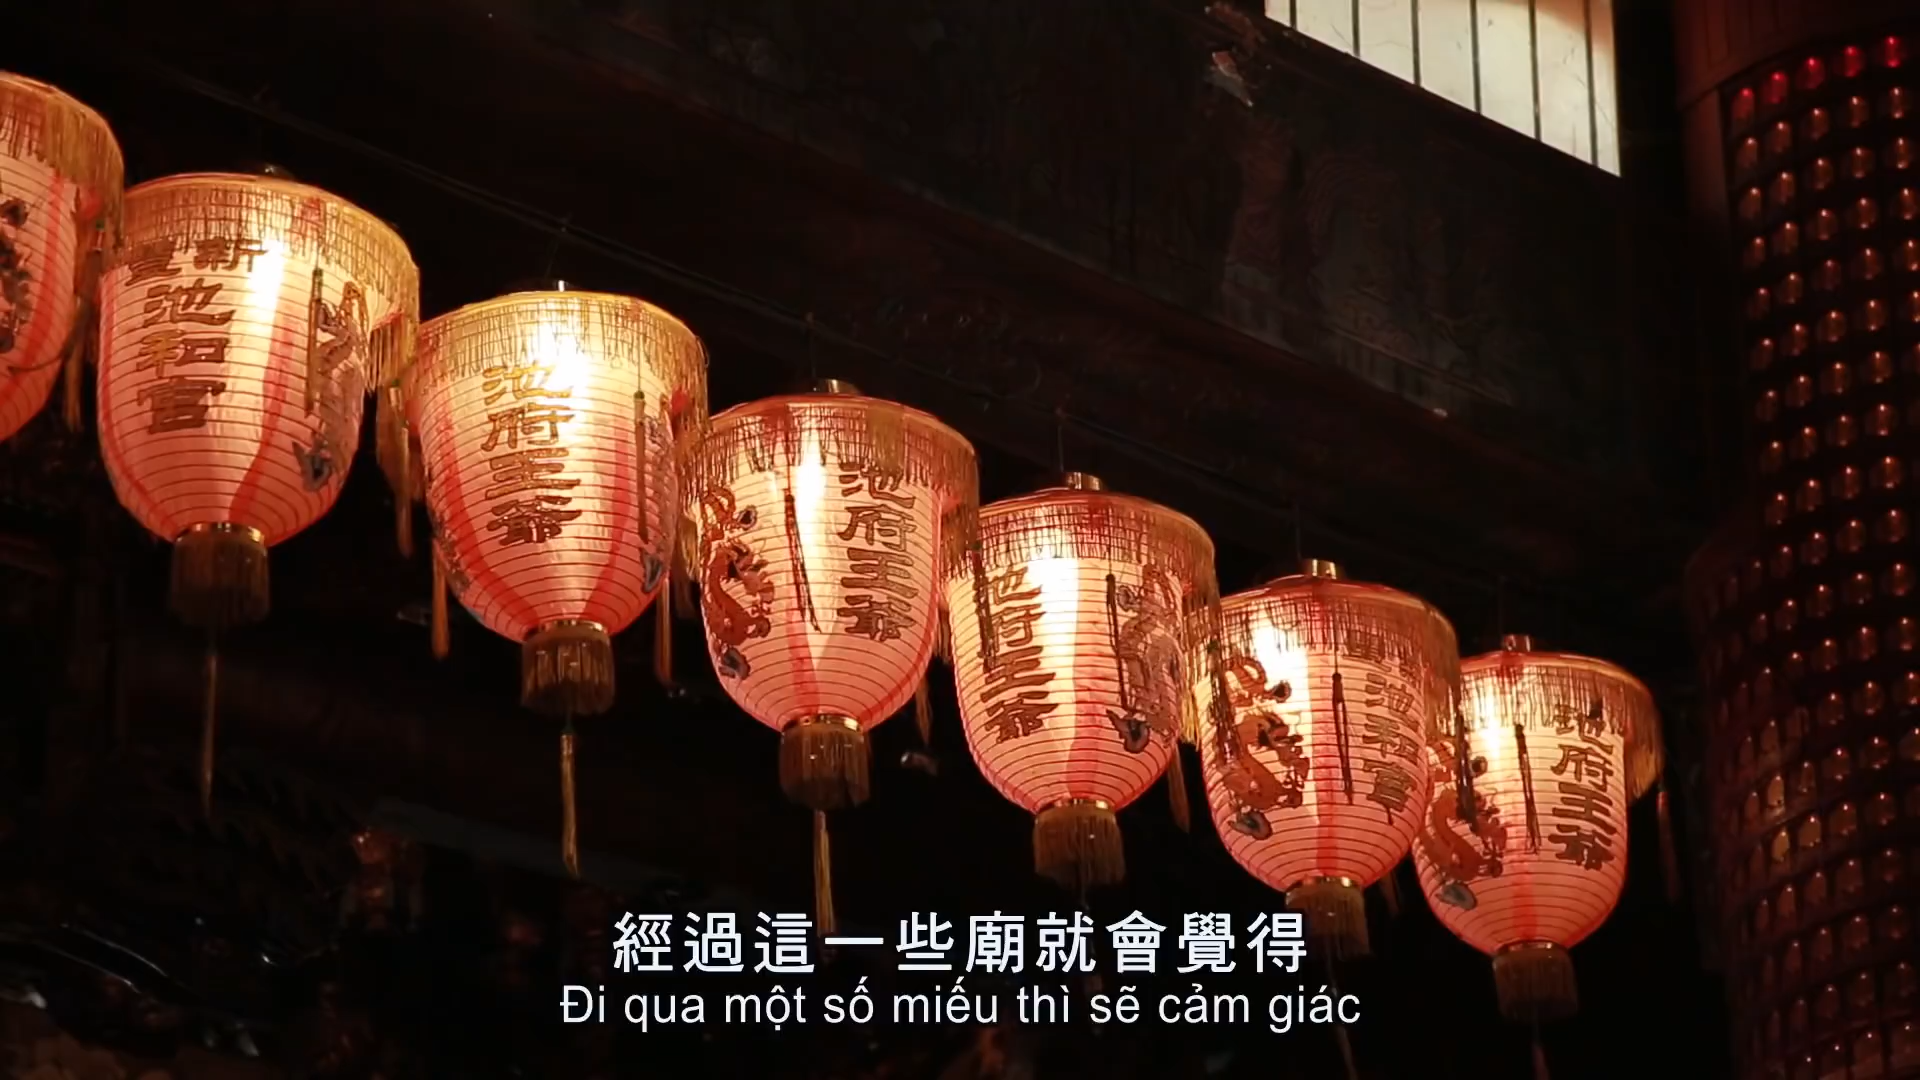 新
池和宮
池府王爺
池府王爺
池府王爺
池和宮
池府王爺
經過這一些廟就會覺得
Đi qua một số miếu thì sẽ cảm giác